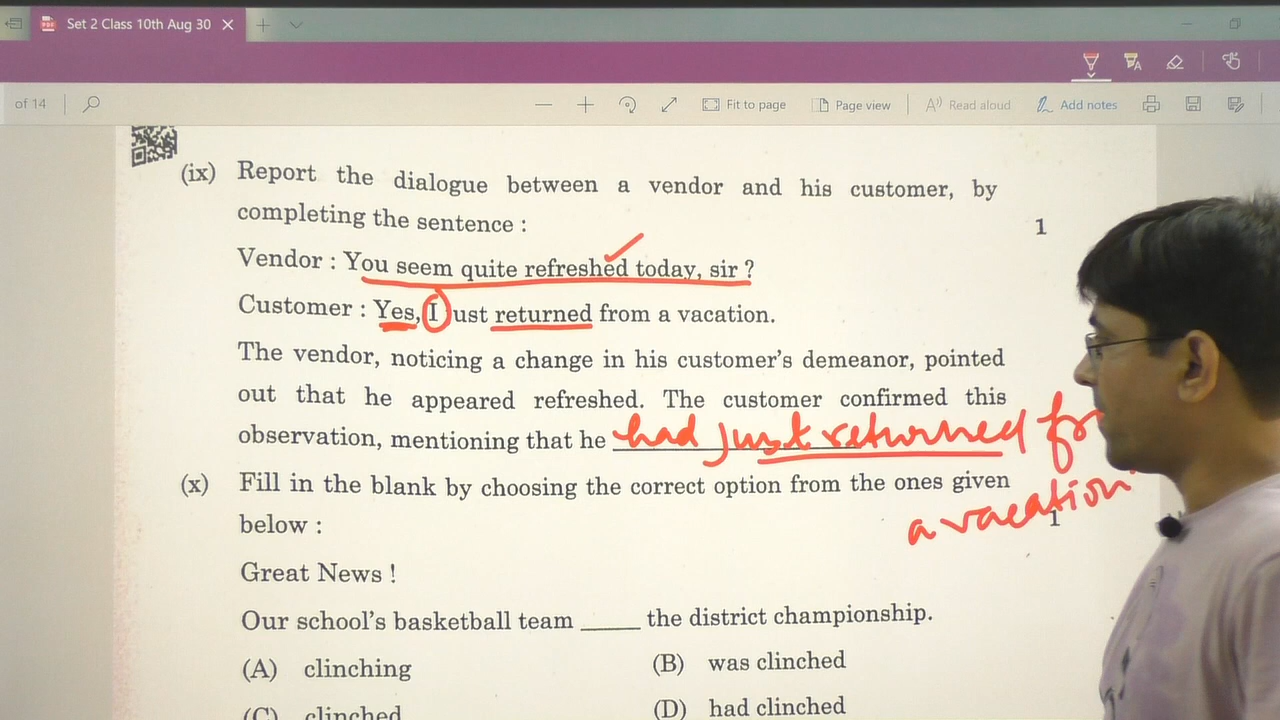 Set 2 Class 10th Aug 30
of 14
Fit to page
Page view
Read aloud
Add notes
(ix) Report the dialogue between a vendor and his customer, by
completing the sentence :
1
Vendor : You seem quite refreshed today, sir ?
Customer : Yes, I just returned from a vacation.
The vendor, noticing a change in his customer's demeanor, pointed
out that he appeared refreshed. The customer confirmed this
observation, mentioning that he had just returned
a vacation
(x) Fill in the blank by choosing the correct option from the ones given
below :
1
Great News !
Our school's basketball team _____ the district championship.
(A) clinching
(B) was clinched
(C) clinched
(D) had clinched